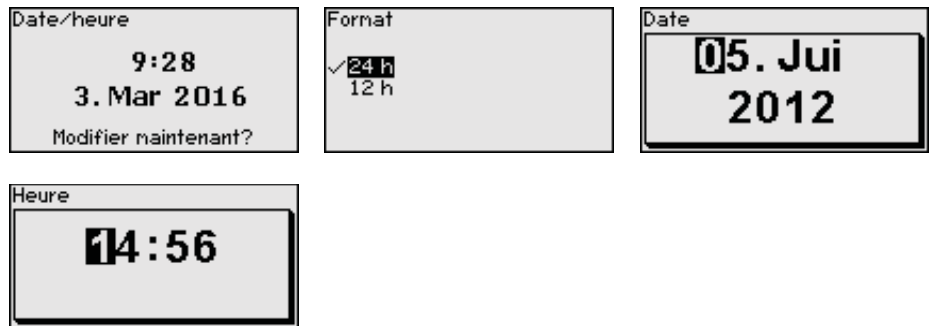 Date/heure
9:28
3. Mar 2016
Modifier maintenant?
Format
✓24 h
12 h
Date
05. Jui
2012
Heure
14:56